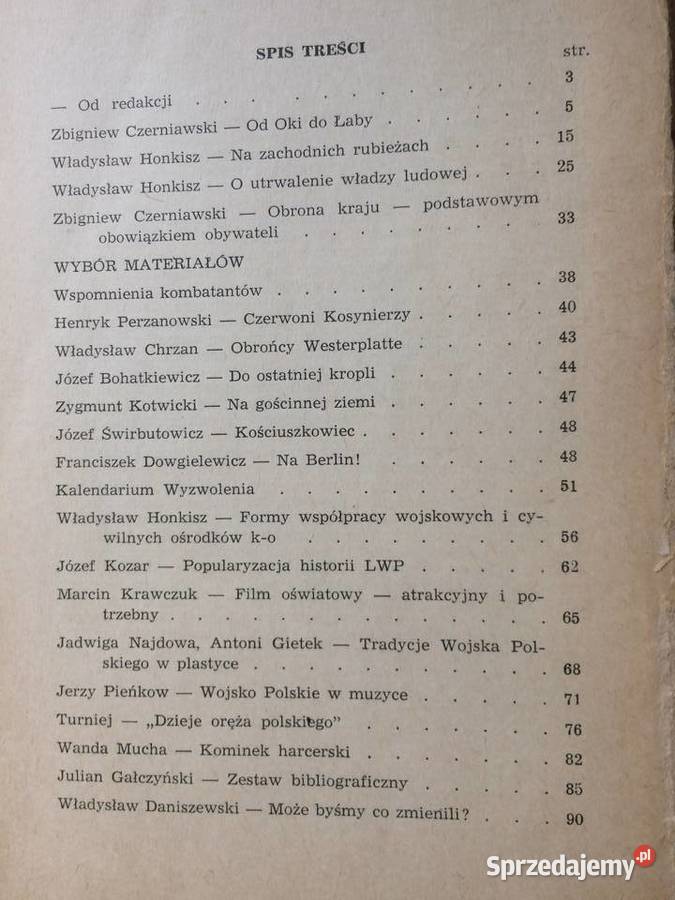 SPIS TREŚCI str.
— Od redakcji . . . . . . . . . . . 3
Zbigniew Czerniawski — Od Oki do Łaby . . . . . 5
Władysław Honkisz — Na zachodnich rubieżach . . . . 15
Władysław Honkisz — O utrwalenie władzy ludowej . . . 25
Zbigniew Czerniawski — Obrona kraju — podstawowym
obowiązkiem obywateli . . . . . . . . 33
WYBÓR MATERIAŁÓW
Wspomnienia kombatantów . . . . . . . . . 38
Henryk Perzanowski — Czerwoni Kosynierzy . . . . . 40
Władysław Chrzan — Obrońcy Westerplatte . . . . . 43
Józef Bohatkiewicz — Do ostatniej kropli . . . . . . 44
Zygmunt Kotwicki — Na gościnnej ziemi . . . . . . 47
Józef Świrbutowicz — Kościuszkowiec . . . . . . . 48
Franciszek Dowgielewicz — Na Berlin! . . . . . . 48
Kalendarium Wyzwolenia . . . . . . . . . . 51
Władysław Honkisz — Formy współpracy wojskowych i cy-
wilnych ośrodków k-o . . . . . . . . . 56
Józef Kozar — Popularyzacja historii LWP . . . . . 62
Marcin Krawczuk — Film oświatowy — atrakcyjny i po-
trzebny . . . . . . . . . . . . . . 65
Jadwiga Najdowa, Antoni Gietek — Tradycje Wojska Pol-
skiego w plastyce . . . . . . . . . . . 68
Jerzy Pieńkow — Wojsko Polskie w muzyce . . . . . 71
Turniej — „Dzieje oręża polskiego” . . . . . . . 76
Wanda Mucha — Kominek harcerski . . . . . . . 82
Julian Gałczyński — Zestaw bibliograficzny . . . . . 85
Władysław Daniszewski — Może byśmy co zmienili? . . . 90
Sprzedajemy.pl